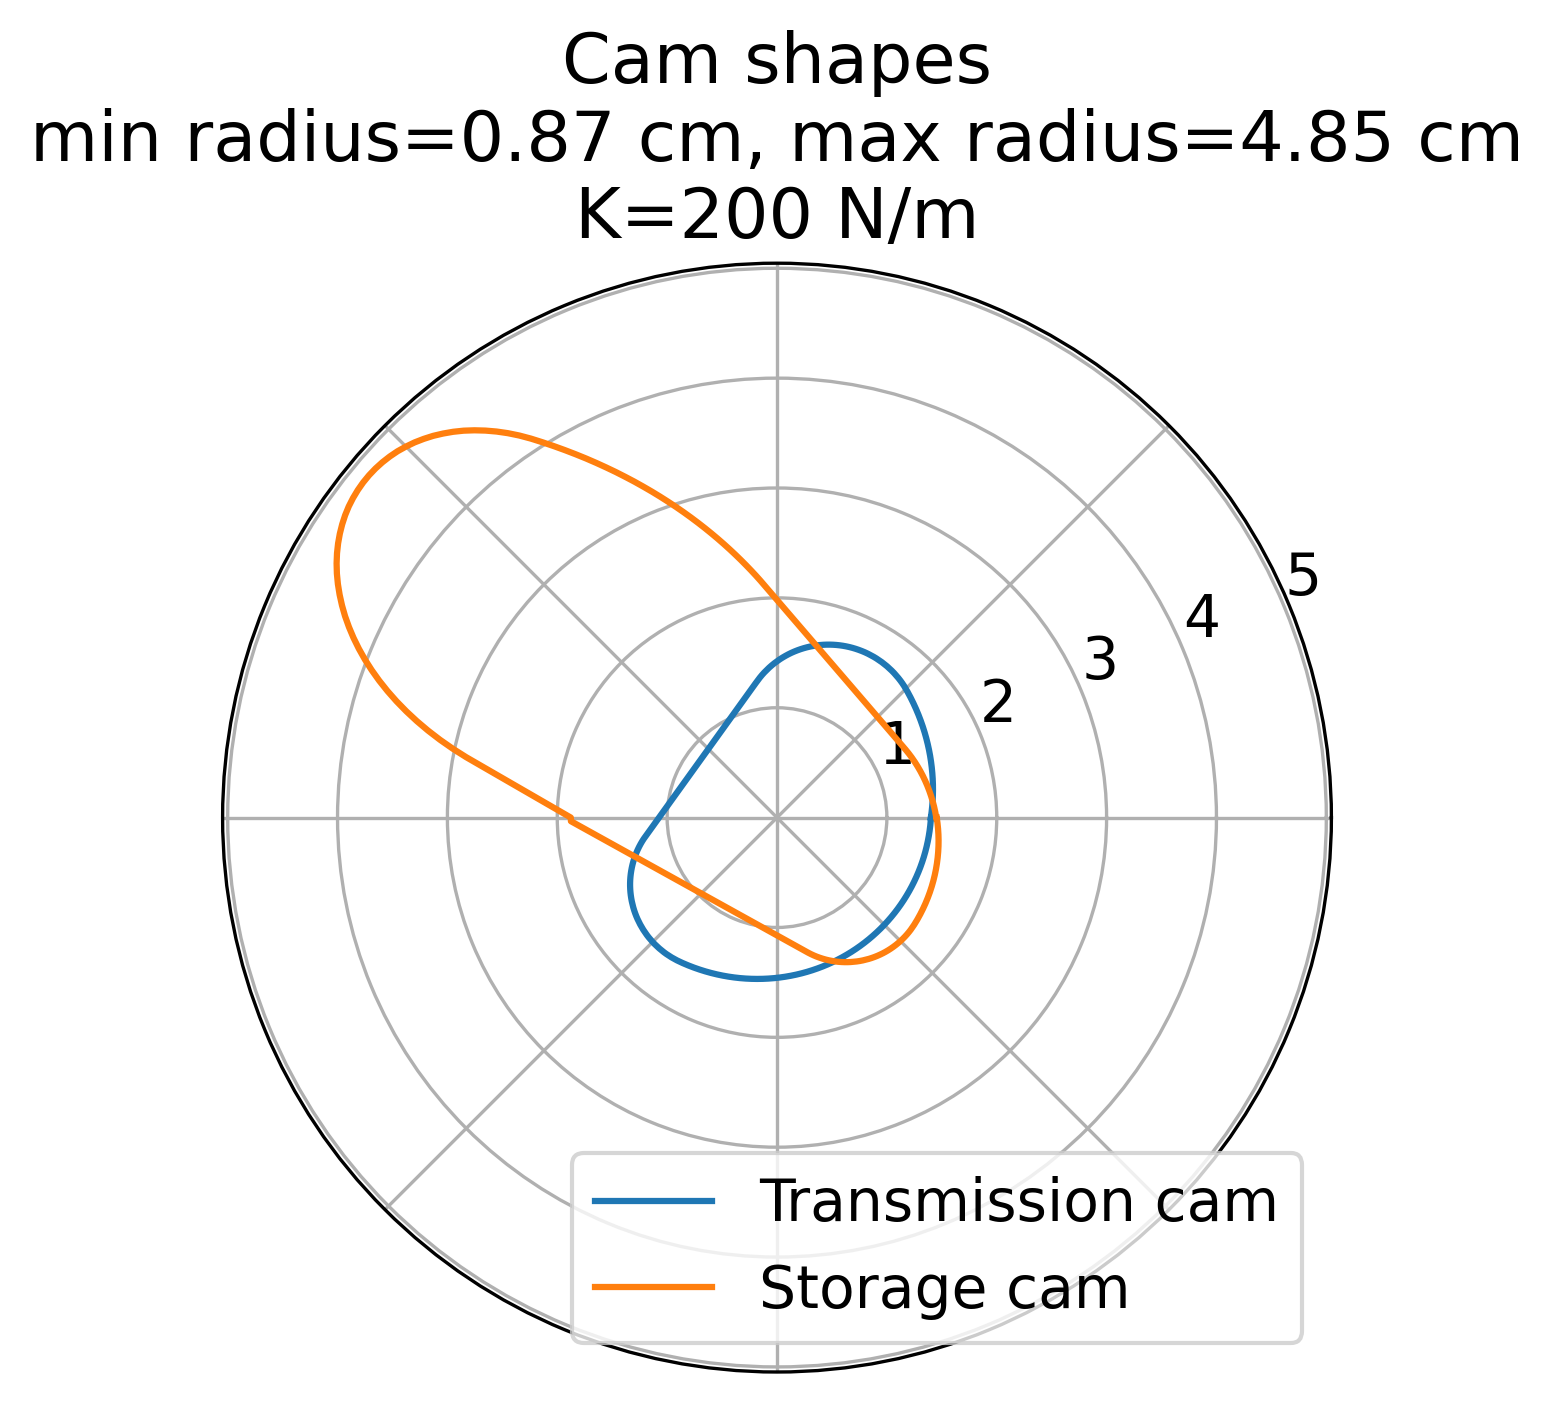 Cam shapes
min radius=0.87 cm, max radius=4.85 cm
K=200 N/m
5
4
3
2
1
Transmission cam
Storage cam